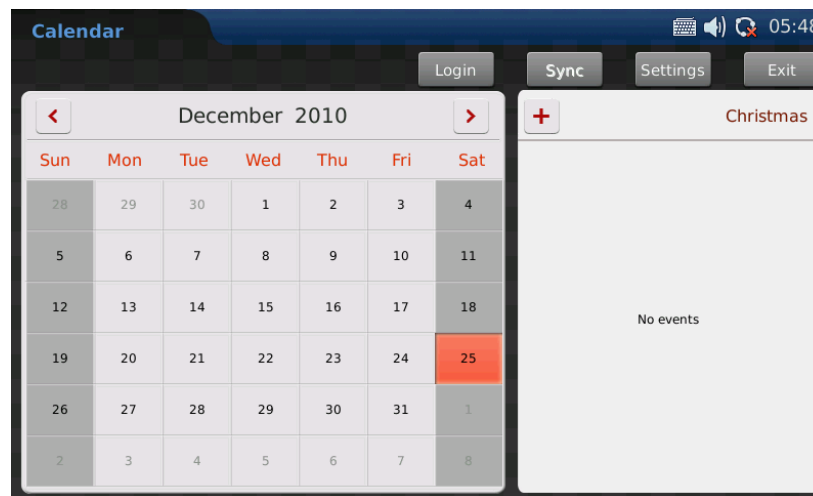 Calendar 05:48
Login Sync Settings Exit
December 2010 Christmas
Sun Mon Tue Wed Thu Fri Sat
28 29 30 1 2 3 4
5 6 7 8 9 10 11
12 13 14 15 16 17 18
No events
19 20 21 22 23 24 25
26 27 28 29 30 31 1
2 3 4 5 6 7 8